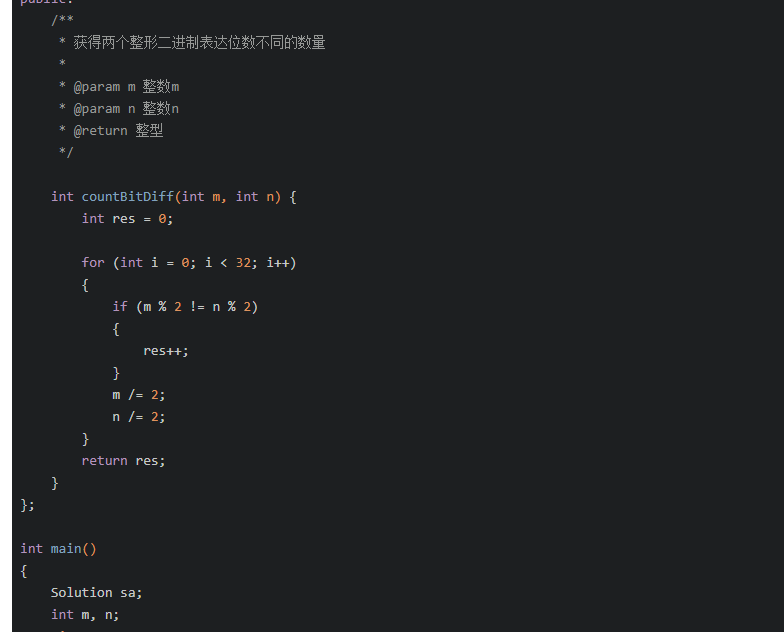 public:
/**
* 获得两个整形二进制表达位数不同的数量
*
* @param m 整数m
* @param n 整数n
* @return 整型
*/
int countBitDiff(int m, int n) {
int res = 0;
for (int i = 0; i < 32; i++)
{
if (m % 2 != n % 2)
{
res++;
}
m /= 2;
n /= 2;
}
return res;
}
};
int main()
{
Solution sa;
int m, n;